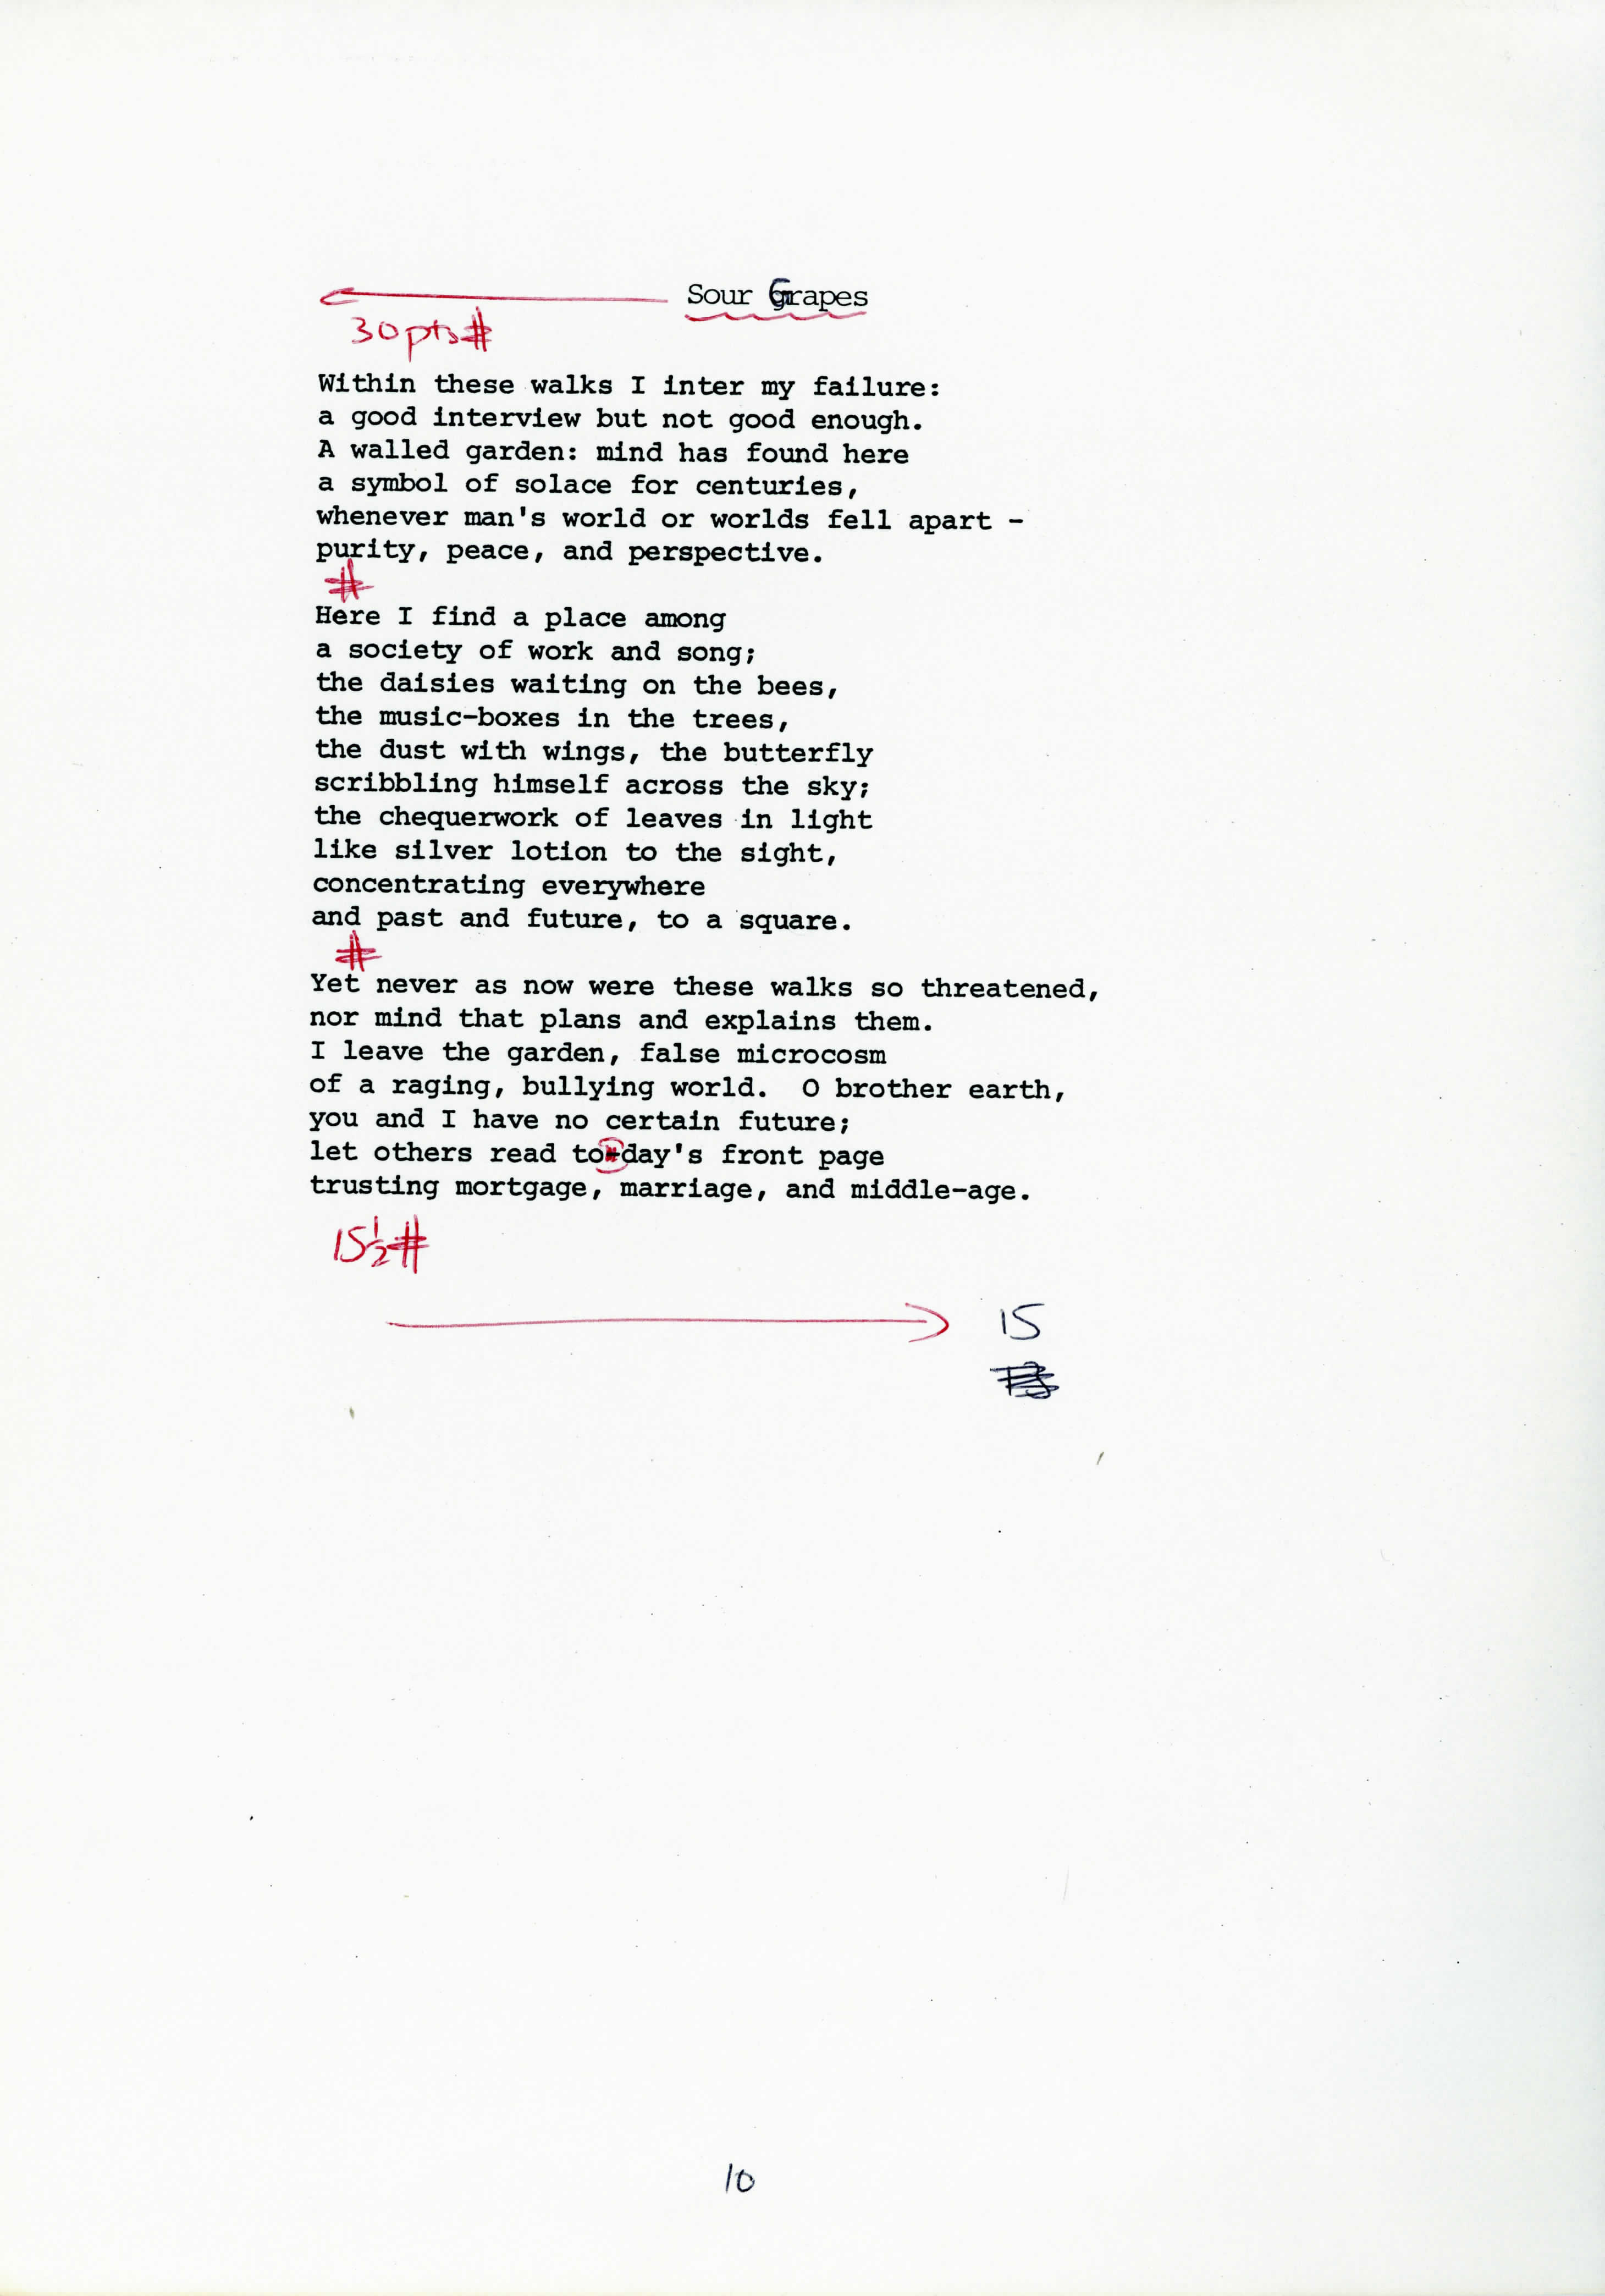 Sour Grapes
30pts#
Within these walks I inter my failure:
a good interview but not good enough.
A walled garden: mind has found here
a symbol of solace for centuries,
whenever man's world or worlds fell apart -
purity, peace, and perspective.
#
Here I find a place among
a society of work and song;
the daisies waiting on the bees,
the music-boxes in the trees,
the dust with wings, the butterfly
scribbling himself across the sky;
the chequerwork of leaves in light
like silver lotion to the sight,
concentrating everywhere
and past and future, to a square.
#
Yet never as now were these walks so threatened,
nor mind that plans and explains them.
I leave the garden, false microcosm
of a raging, bullying world.  O brother earth,
you and I have no certain future;
let others read to-day's front page
trusting mortgage, marriage, and middle-age.
15½#
15
10